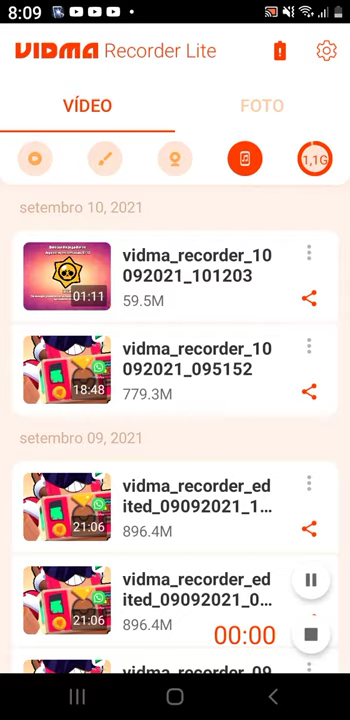 8:09
VIDMA Recorder Lite
VÍDEO
FOTO
1,1G
setembro 10, 2021
vidma_recorder_10
092021_101203
01:11
59.5M
vidma_recorder_10
092021_095152
18:48
779.3M
setembro 09, 2021
vidma_recorder_ed
ited_09092021_1...
21:06
896.4M
vidma_recorder_ed
ited_09092021_0...
21:06
896.4M
00:00
vidma_recorder_09